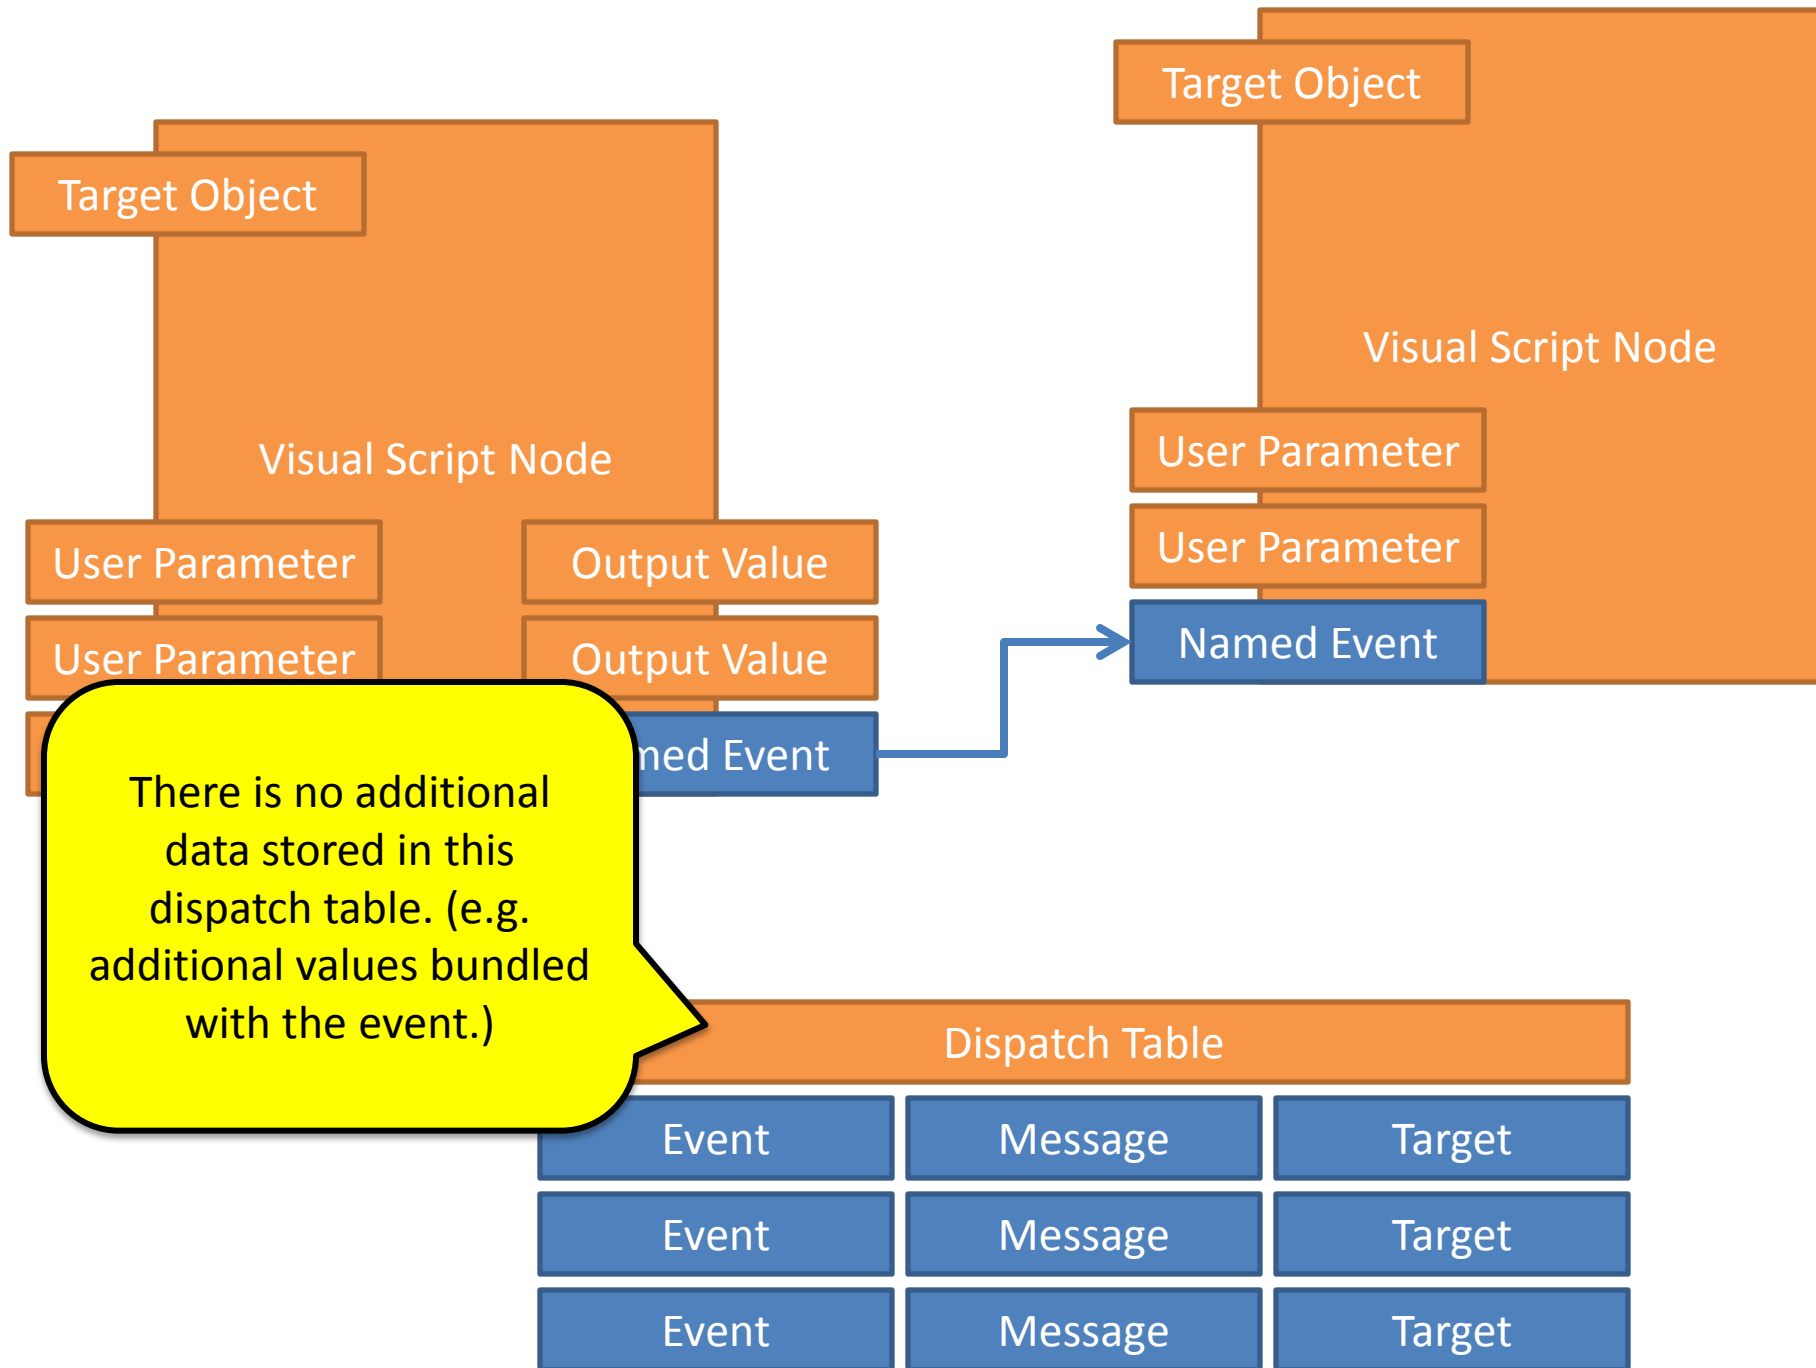 Target Object
Target Object
Visual Script Node
Visual Script Node
User Parameter
User Parameter
Named Event
User Parameter
Output Value
User Parameter
Output Value
med Event
There is no additional
data stored in this
dispatch table. (e.g.
additional values bundled
with the event.)
Dispatch Table
Event
Message
Target
Event
Message
Target
Event
Message
Target